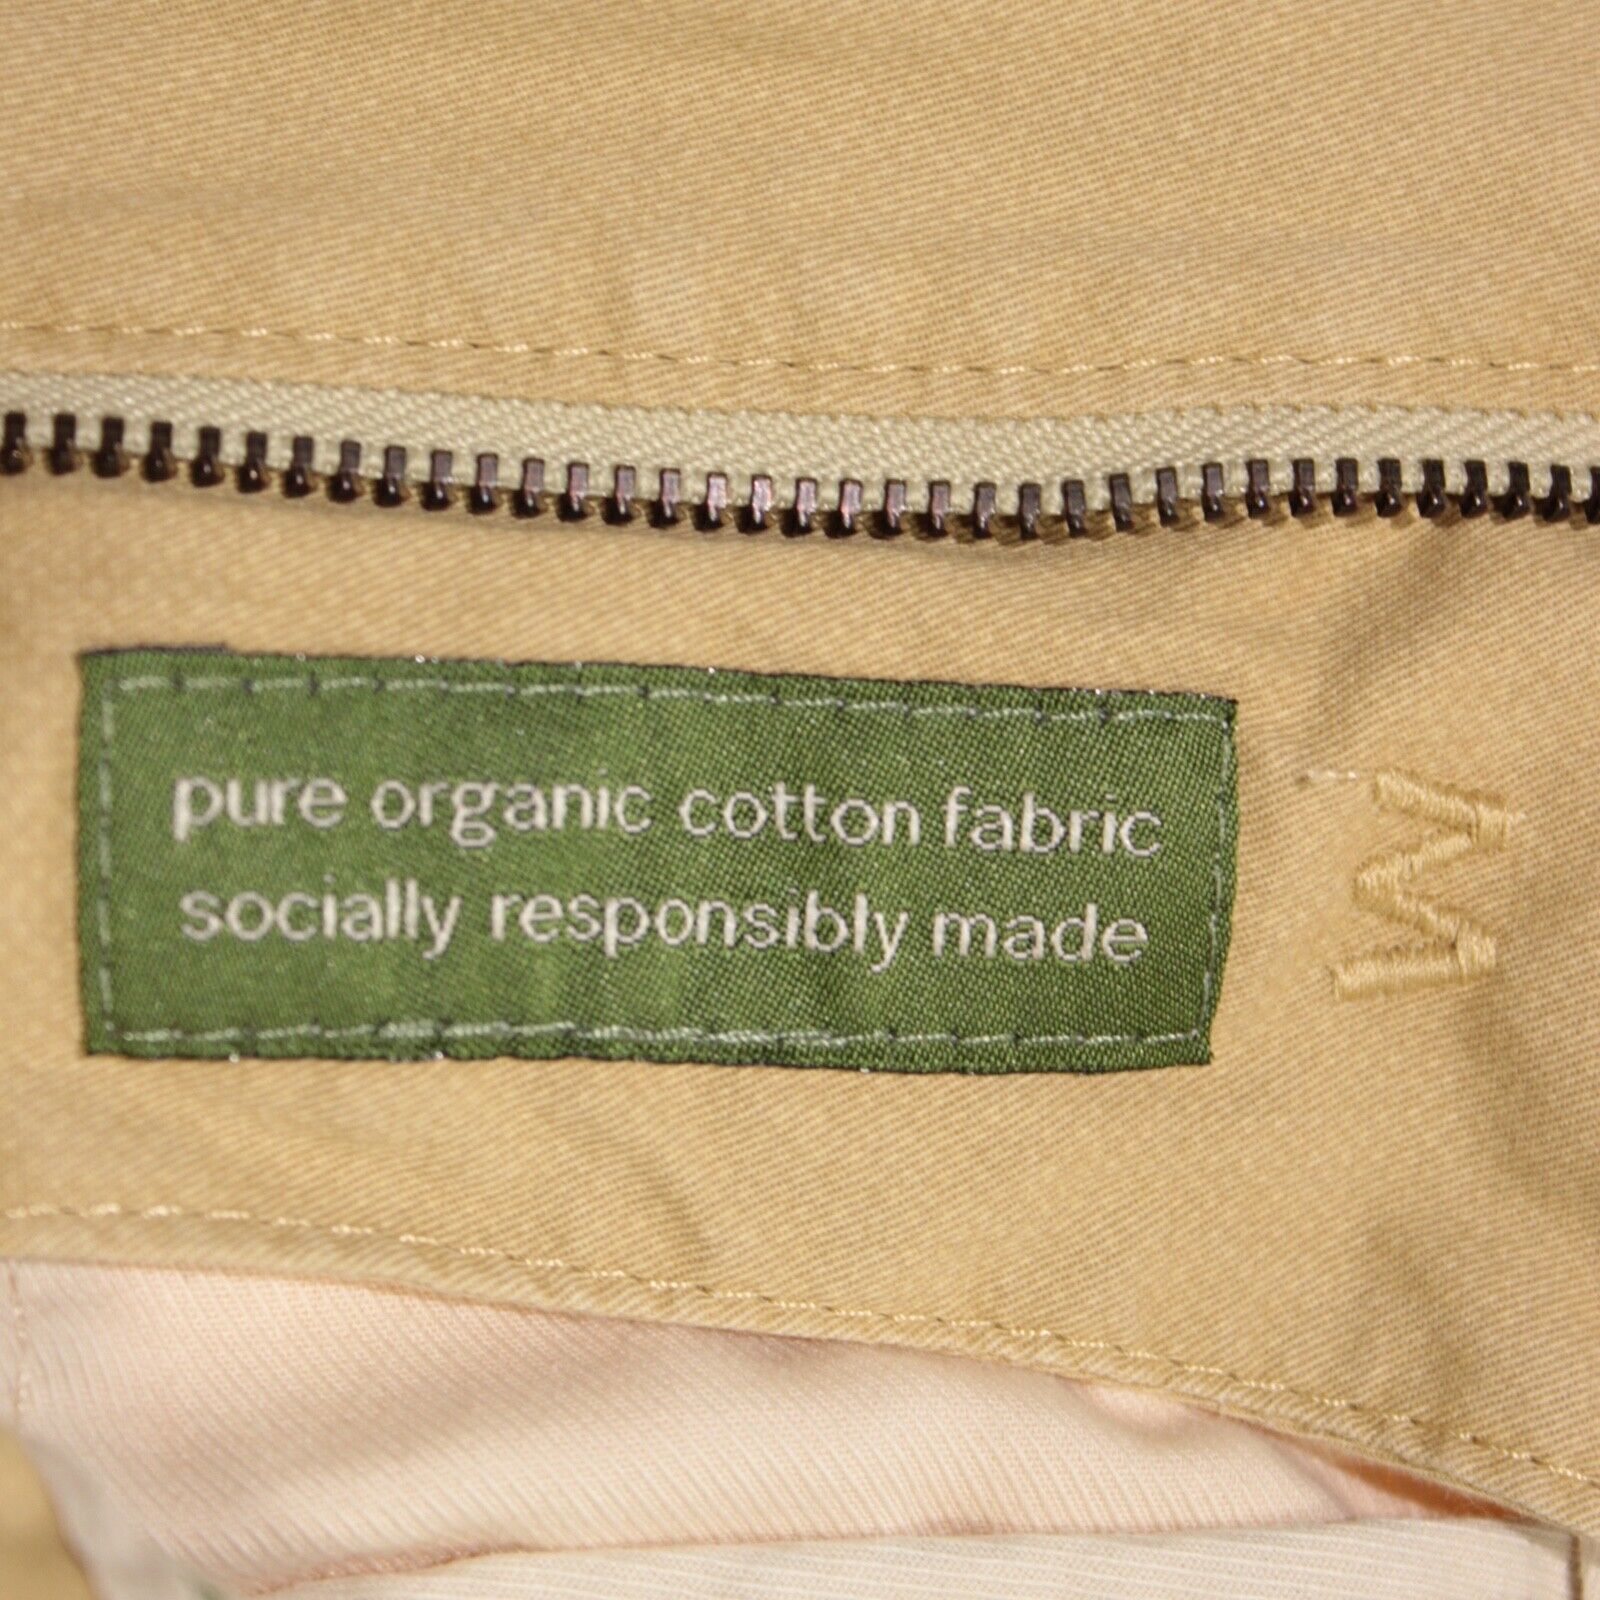 pure organic cotton fabric
socially responsibly made
M